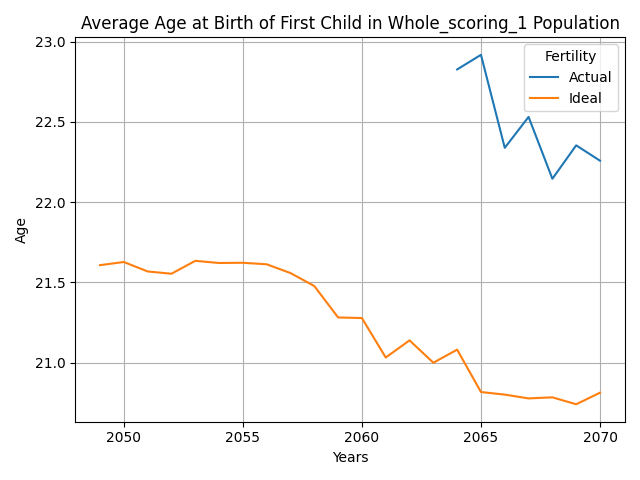 Average Age at Birth of First Child in Whole_scoring_1 Population
Fertility
Actual
Ideal
Age
23.0
22.5
22.0
21.5
21.0
2050 2055 2060 2065 2070
Years